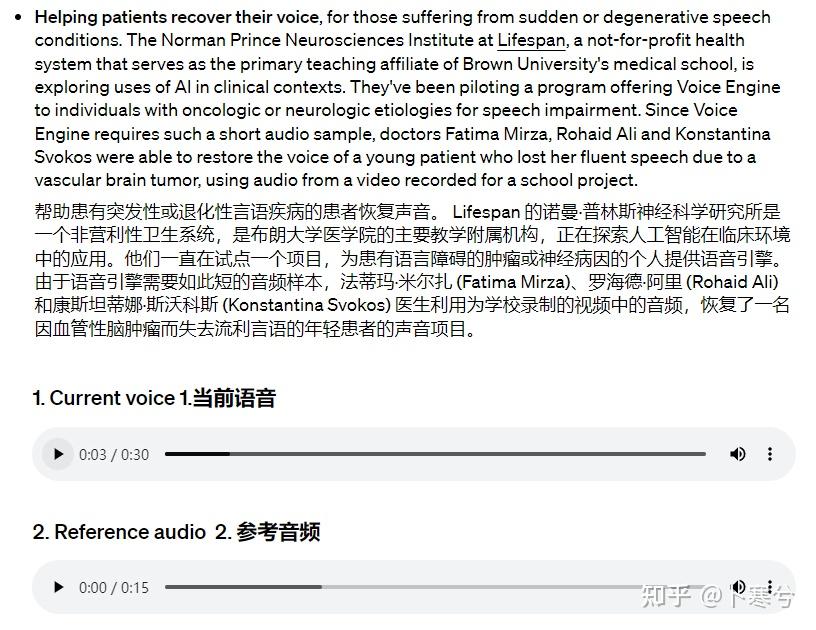 • Helping patients recover their voice, for those suffering from sudden or degenerative speech
conditions. The Norman Prince Neurosciences Institute at Lifespan, a not-for-profit health
system that serves as the primary teaching affiliate of Brown University's medical school, is
exploring uses of AI in clinical contexts. They've been piloting a program offering Voice Engine
to individuals with oncologic or neurologic etiologies for speech impairment. Since Voice
Engine requires such a short audio sample, doctors Fatima Mirza, Rohaid Ali and Konstantina
Svokos were able to restore the voice of a young patient who lost her fluent speech due to a
vascular brain tumor, using audio from a video recorded for a school project.
帮助患有突发性或退化性言语疾病的患者恢复声音。 Lifespan 的诺曼·普林斯神经科学研究所是
一个非营利性卫生系统，是布朗大学医学院的主要教学附属机构，正在探索人工智能在临床环境
中的应用。他们一直在试点一个项目，为患有语言障碍的肿瘤或神经病因的个人提供语音引擎。
由于语音引擎需要如此短的音频样本，法蒂玛·米尔扎 (Fatima Mirza)、罗海德·阿里 (Rohaid Ali)
和康斯坦蒂娜·斯沃科斯 (Konstantina Svokos) 医生利用为学校录制的视频中的音频，恢复了一名
因血管性脑肿瘤而失去流利言语的年轻患者的声音项目。
1. Current voice 1.当前语音
0:03 / 0:30
2. Reference audio 2. 参考音频
0:00 / 0:15
知乎 @卜寒兮